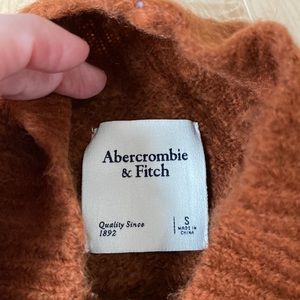 Abercrombie
& Fitch
Quality Since
1892
S
MADE IN
CHINA